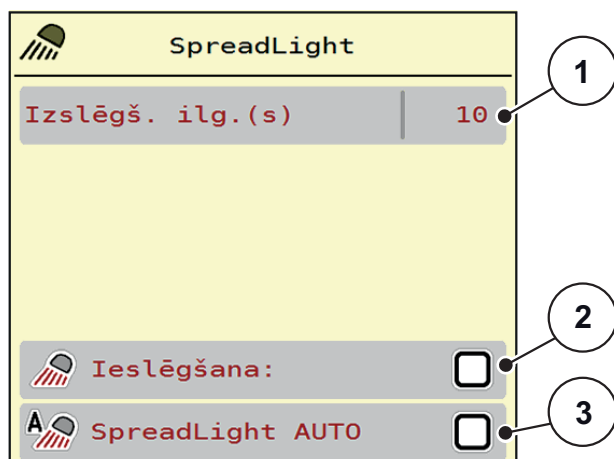 SpreadLight
Izslēgš. ilg.(s) 10
1
Ieslēgšana:
2
A
SpreadLight AUTO
3